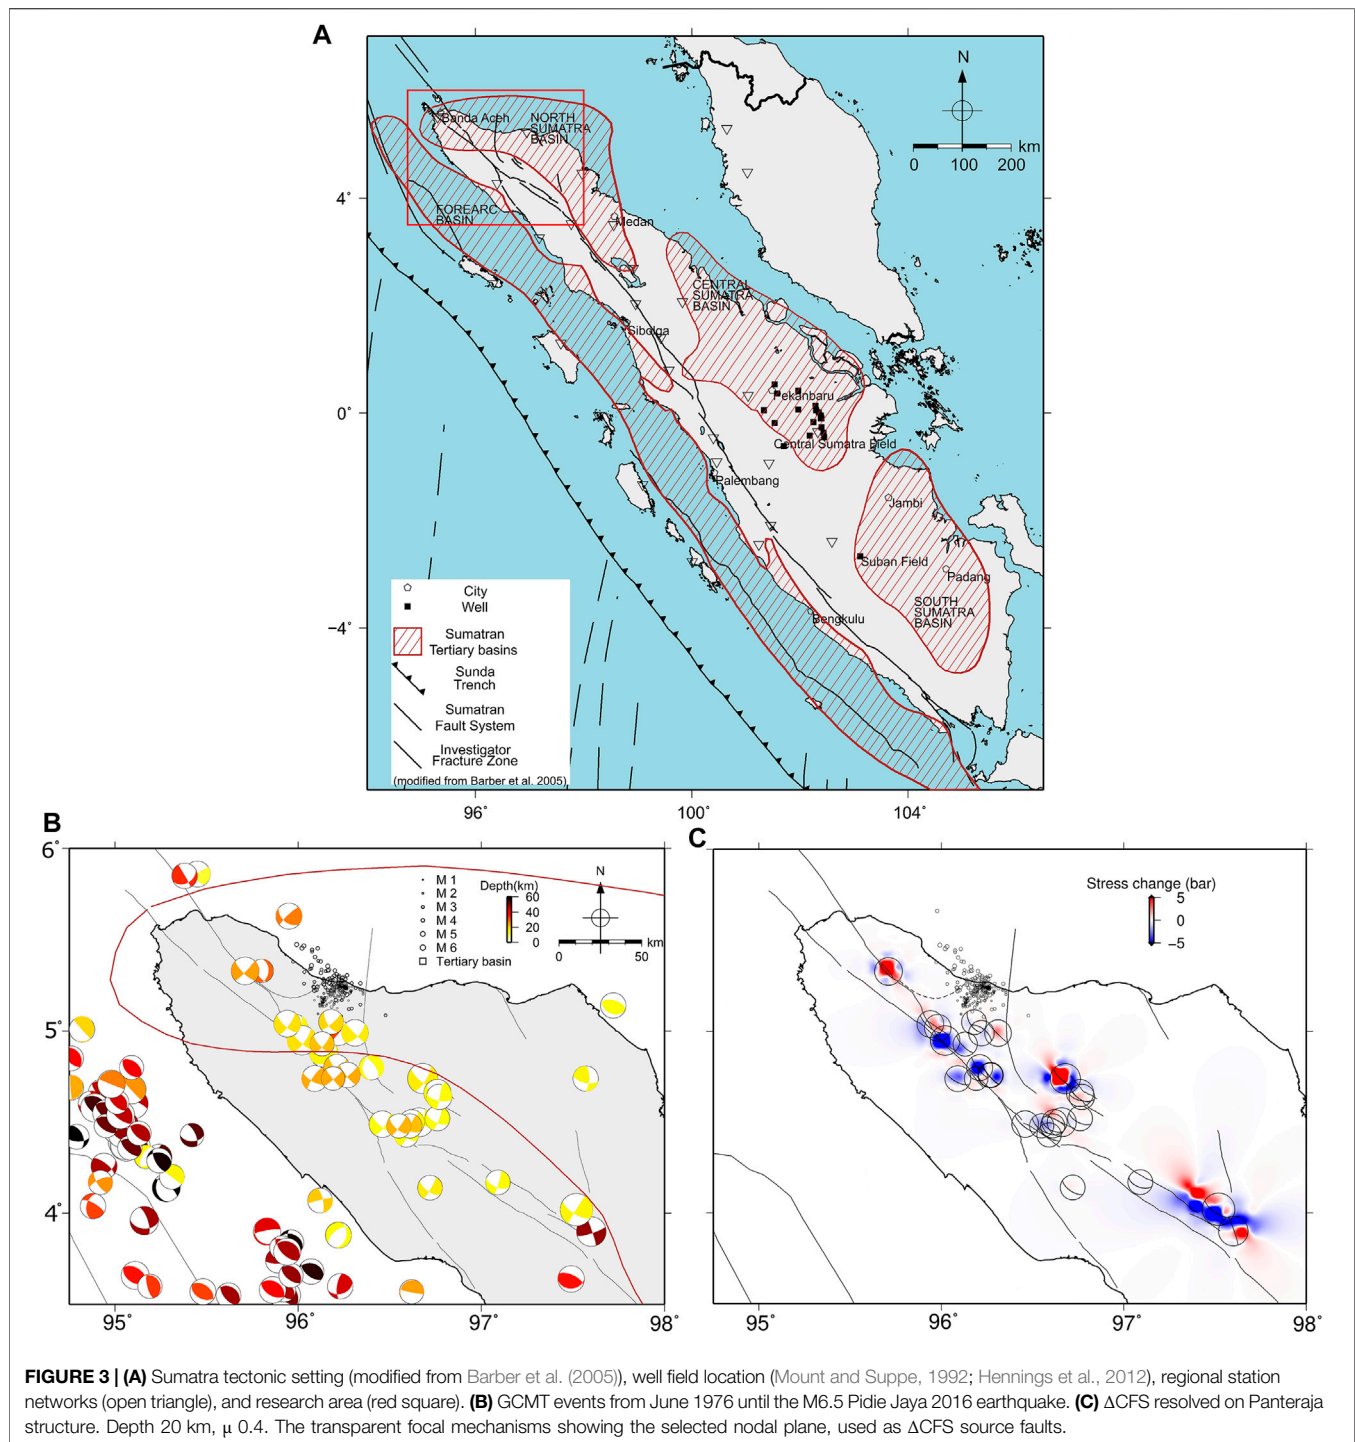 A
N
km
0 100 200
Banda Aceh
NORTH
SUMATRA
BASIN
4°
FOREARC
BASIN
Medan
CENTRAL
SUMATRA
BASIN
Sibolga
0°
Pekanbaru
Central Sumatra Field
Palembang
Jambi
Suban Field
Padang
SOUTH
SUMATRA
BASIN
Bengkulu
−4°
City
Well
Sumatran
Tertiary basins
Sunda
Trench
Sumatran
Fault System
Investigator
Fracture Zone
(modified from Barber et al. 2005)
96° 100° 104°
B
6°
5°
4°
M 1
M 2
M 3
M 4
M 5
M 6
Tertiary basin
Depth(km)
60
40
20
0
N
km
0 50
95° 96° 97° 98°
C
Stress change (bar)
5
0
−5
95° 96° 97° 98°
FIGURE 3 | (A) Sumatra tectonic setting (modified from Barber et al. (2005)), well field location (Mount and Suppe, 1992; Hennings et al., 2012), regional station
networks (open triangle), and research area (red square). (B) GCMT events from June 1976 until the M6.5 Pidie Jaya 2016 earthquake. (C) ΔCFS resolved on Panteraja
structure. Depth 20 km, μ 0.4. The transparent focal mechanisms showing the selected nodal plane, used as ΔCFS source faults.